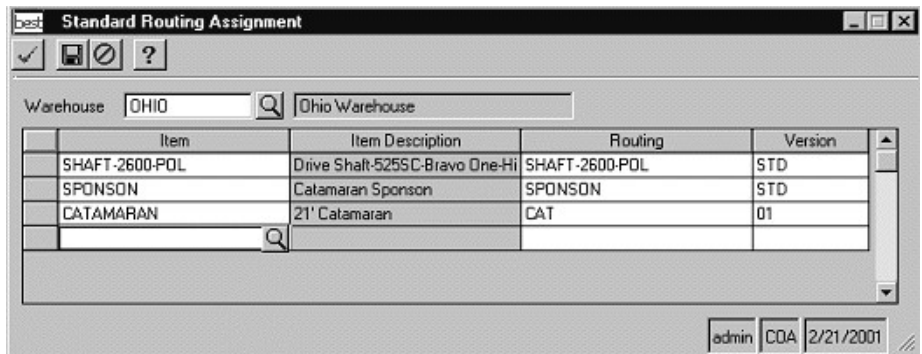 best Standard Routing Assignment
?
Warehouse OHIO Ohio Warehouse
Item Item Description Routing Version
SHAFT-2600-POL Drive Shaft-525SC-Bravo One-Hi SHAFT-2600-POL STD
SPONSON Catamaran Sponson SPONSON STD
CATAMARAN 21' Catamaran CAT 01
admin COA 2/21/2001